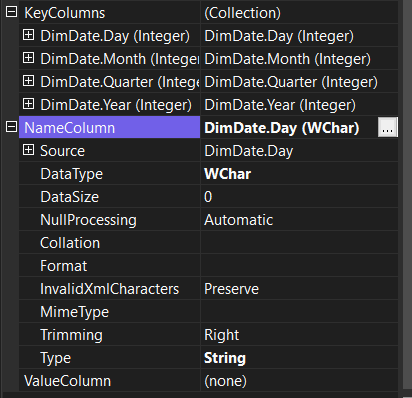 KeyColumns (Collection)
DimDate.Day (Integer) DimDate.Day (Integer)
DimDate.Month (Intege DimDate.Month (Integer)
DimDate.Quarter (Intege DimDate.Quarter (Integer)
DimDate.Year (Integer) DimDate.Year (Integer)
NameColumn DimDate.Day (WChar) ...
Source DimDate.Day
DataType WChar
DataSize 0
NullProcessing Automatic
Collation
Format
InvalidXmlCharacters Preserve
MimeType
Trimming Right
Type String
ValueColumn (none)